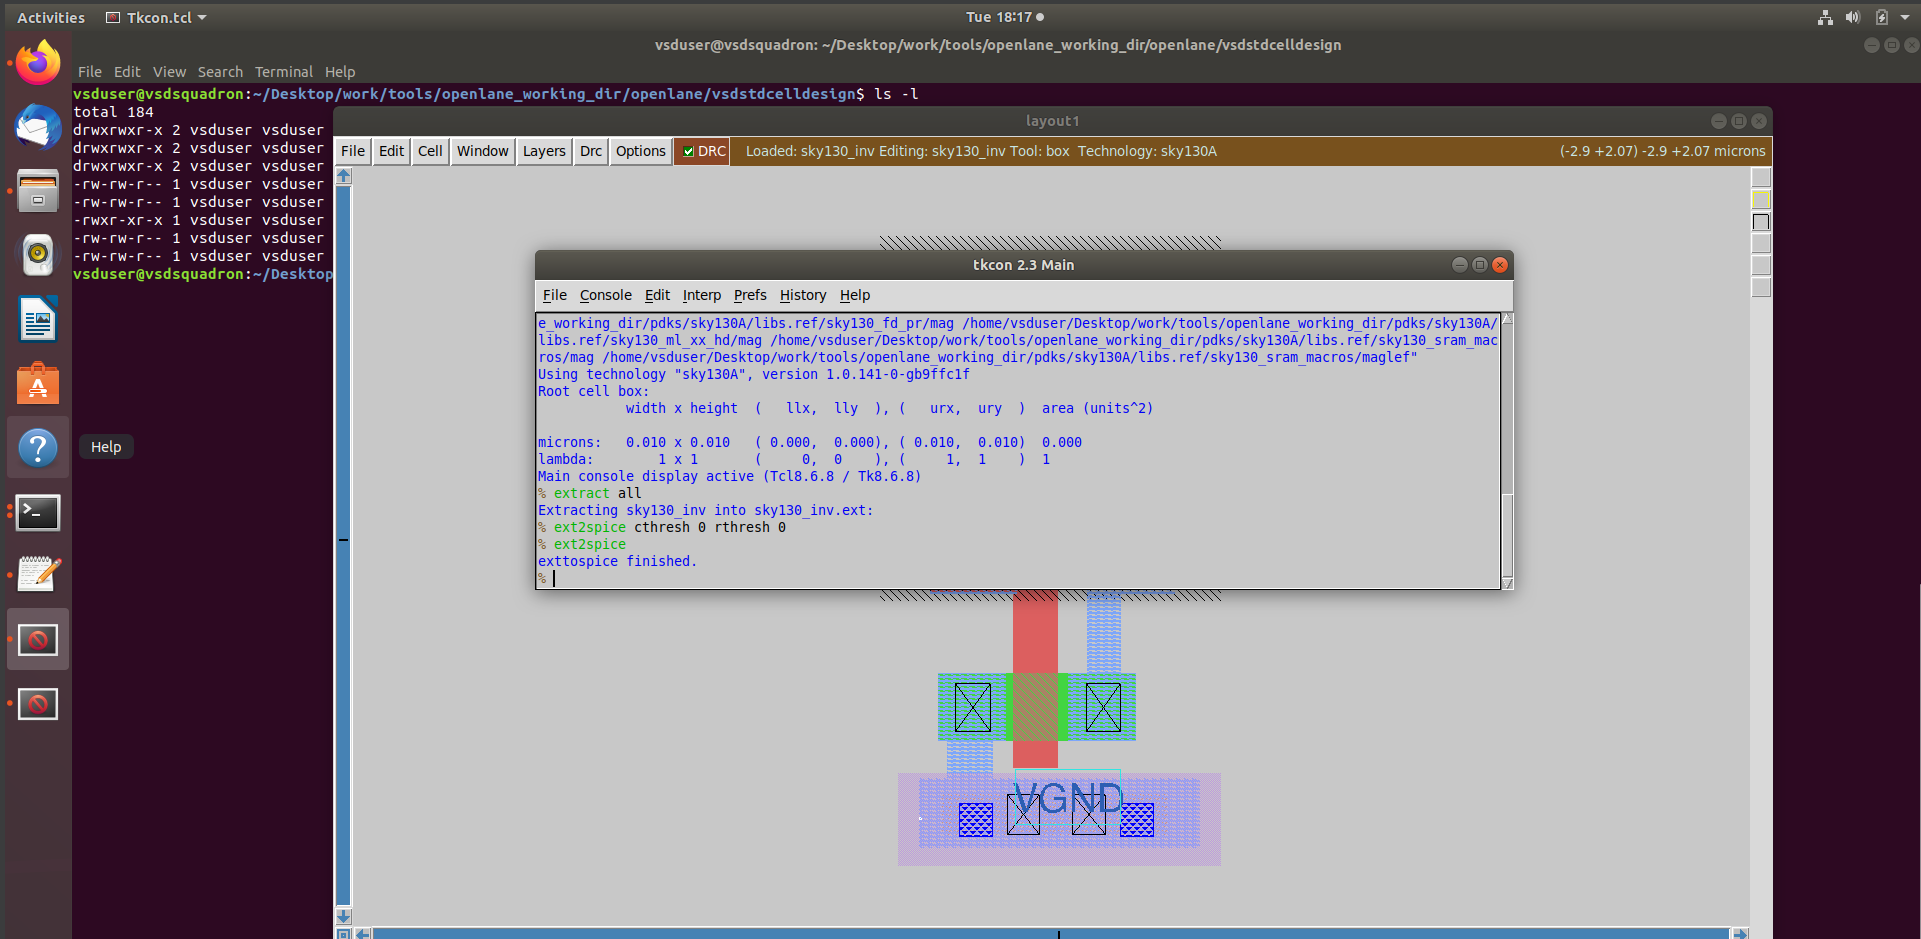 Activities Tkcon.tcl Tue 18:17
vsduser@vsdsquadron: ~/Desktop/work/tools/openlane_working_dir/openlane/vsdstdcelldesign
File Edit View Search Terminal Help
vsduser@vsdsquadron:~/Desktop/work/tools/openlane_working_dir/openlane/vsdstdcelldesign$ ls -l
total 184
drwxrwxr-x 2 vsduser vsduser
drwxrwxr-x 2 vsduser vsduser
drwxrwxr-x 2 vsduser vsduser
-rw-rw-r-- 1 vsduser vsduser
-rw-rw-r-- 1 vsduser vsduser
-rwxr-xr-x 1 vsduser vsduser
-rw-rw-r-- 1 vsduser vsduser
-rw-rw-r-- 1 vsduser vsduser
vsduser@vsdsquadron:~/Desktop
Help
layout1
File Edit Cell Window Layers Drc Options DRC Loaded: sky130_inv Editing: sky130_inv Tool: box Technology: sky130A (-2.9 +2.07) -2.9 +2.07 microns
tkcon 2.3 Main
File Console Edit Interp Prefs History Help
e_working_dir/pdks/sky130A/libs.ref/sky130_fd_pr/mag /home/vsduser/Desktop/work/tools/openlane_working_dir/pdks/sky130A/
libs.ref/sky130_ml_xx_hd/mag /home/vsduser/Desktop/work/tools/openlane_working_dir/pdks/sky130A/libs.ref/sky130_sram_mac
ros/mag /home/vsduser/Desktop/work/tools/openlane_working_dir/pdks/sky130A/libs.ref/sky130_sram_macros/maglef"
Using technology "sky130A", version 1.0.141-0-gb9ffc1f
Root cell box:
width x height ( llx, lly ), ( urx, ury ) area (units^2)
microns: 0.010 x 0.010 ( 0.000, 0.000), ( 0.010, 0.010) 0.000
lambda: 1 x 1 ( 0, 0 ), ( 1, 1 ) 1
Main console display active (Tcl8.6.8 / Tk8.6.8)
% extract all
Extracting sky130_inv into sky130_inv.ext:
% ext2spice cthresh 0 rthresh 0
% ext2spice
exttospice finished.
%
VGND